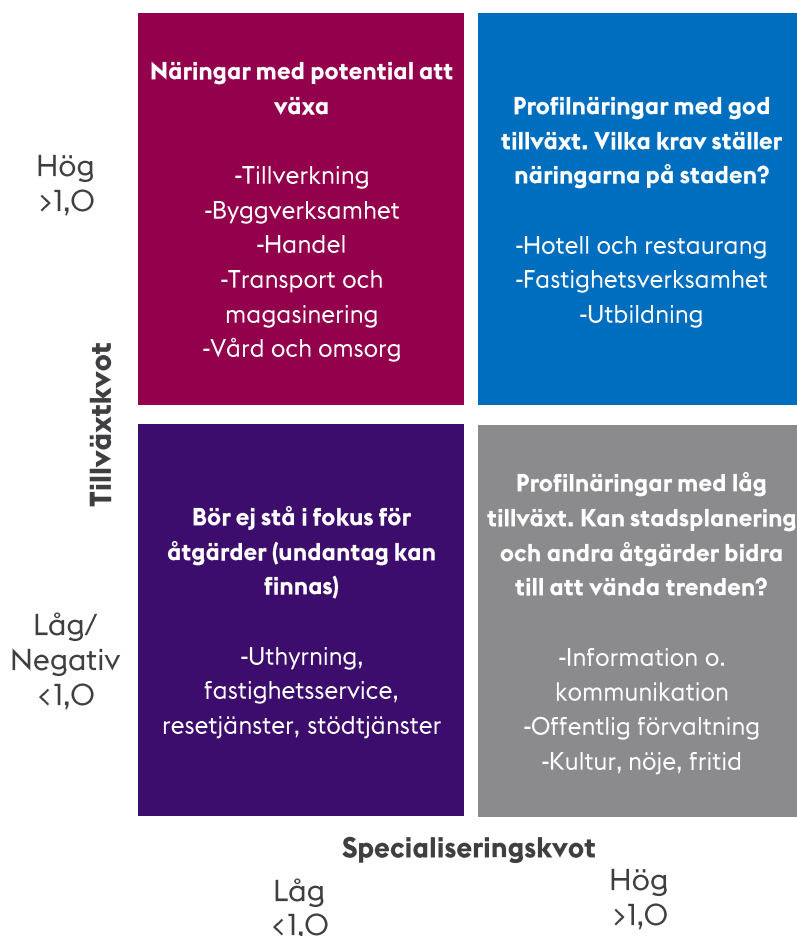 Näringar med potential att
växa
-Tillverkning
-Byggverksamhet
-Handel
-Transport och
magasinering
-Vård och omsorg
Profilnäringar med god
tillväxt. Vilka krav ställer
näringarna på staden?
-Hotell och restaurang
-Fastighetsverksamhet
-Utbildning
Hög
>1,0
Tillväxtkvot
Bör ej stå i fokus för
åtgärder (undantag kan
finnas)
-Uthyrning,
fastighetsservice,
resetjänster, stödtjänster
Profilnäringar med låg
tillväxt. Kan stadsplanering
och andra åtgärder bidra
till att vända trenden?
-Information o.
kommunikation
-Offentlig förvaltning
-Kultur, nöje, fritid
Låg/
Negativ
<1,0
Specialiseringskvot
Låg
<1,0
Hög
>1,0